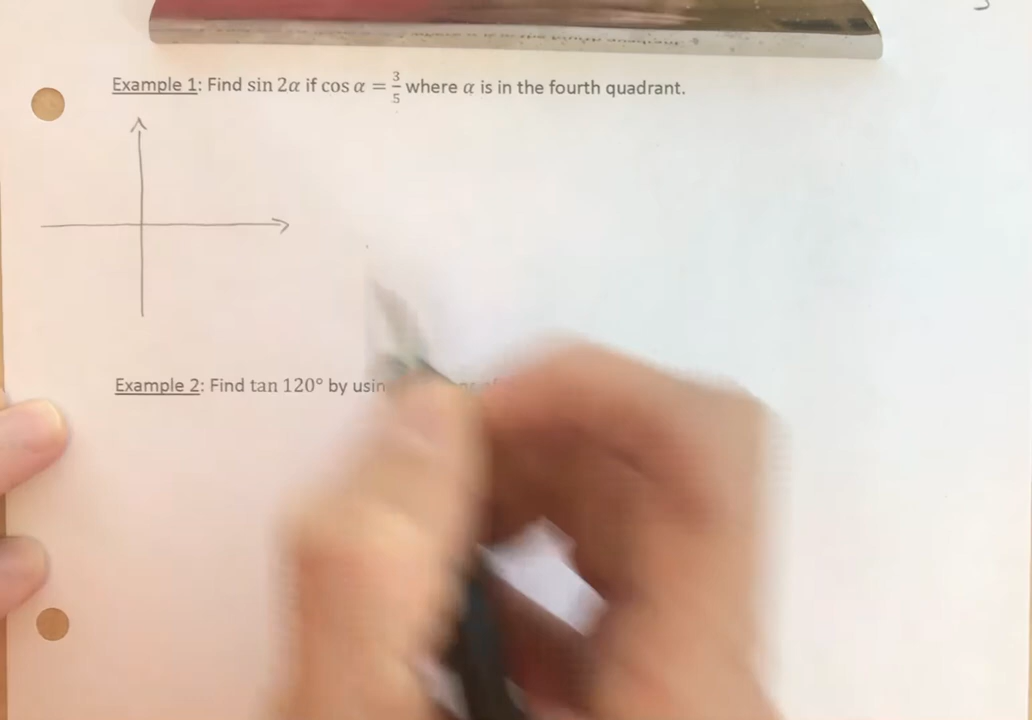 Example 1: Find sin 2α if cos α = 3/5 where α is in the fourth quadrant.
Example 2: Find tan 120° by usin